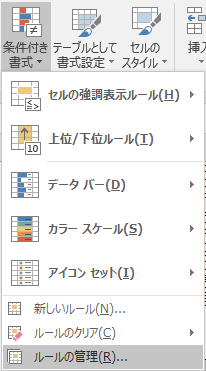 条件付き
書式
テーブルとして
書式設定
セルの
スタイル
挿入
セルの強調表示ルール(H)
上位/下位ルール(T)
データ バー(D)
カラー スケール(S)
アイコン セット(I)
新しいルール(N)...
ルールのクリア(C)
ルールの管理(R)...